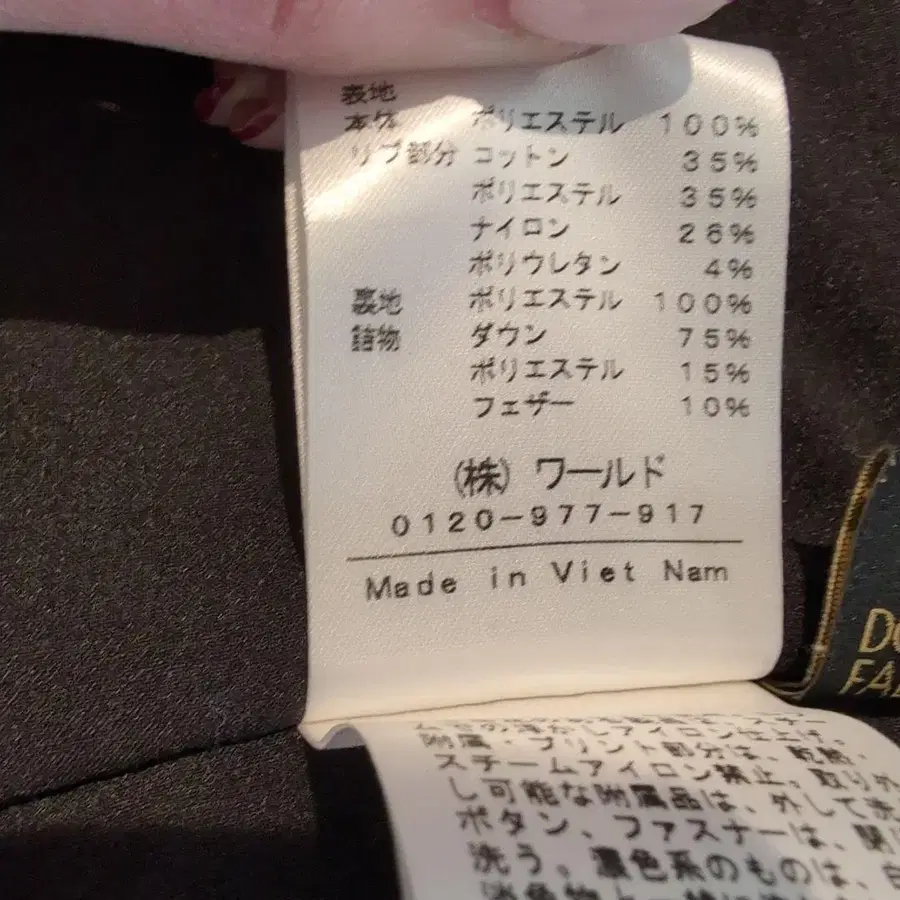 表地
本体 ポリエステル 100%
リブ部分 コットン 35%
ポリエステル 35%
ナイロン 26%
ポリウレタン 4%
裏地 ポリエステル 100%
詰物 ダウン 75%
ポリエステル 15%
フェザー 10%
(株) ワールド
0120-977-917
Made in Viet Nam
附属・プリント部分は、乾熱、
スチームアイロン禁止。取り外
し可能な附属品は、外して洗
ボタン、ファスナーは、閉
洗う。濃色系のものは、